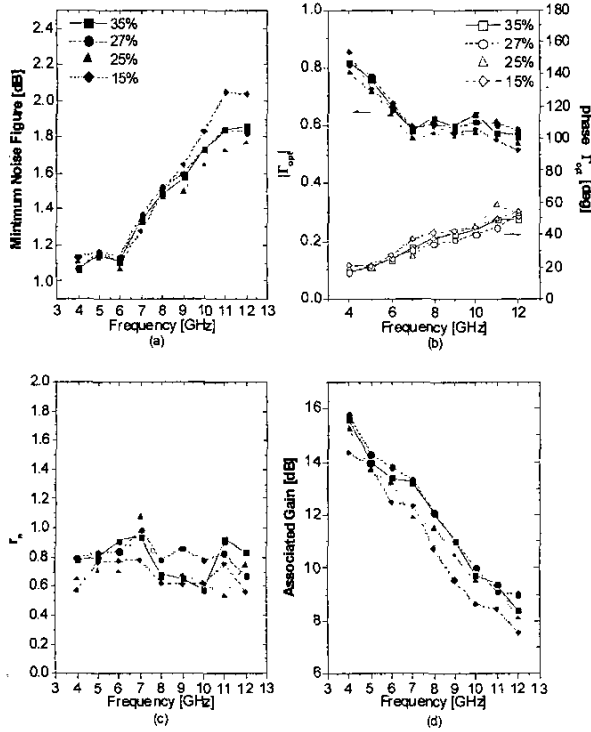 35%
27%
25%
15%
Minimum Noise Figure [dB]
2.2
2.0
1.8
1.6
1.4
1.2
1.0
3 4 5 6 7 8 9 10 11 12 13
Frequency [GHz]
(a)
35%
27%
25%
15%
|Γopt|
1.0
0.8
0.6
0.4
0.2
0.0
180
160
140
120
100
80
60
40
20
0
phase Γopt [deg]
3 4 5 6 7 8 9 10 11 12 13
Frequency [GHz]
(b)
rn
2.0
1.8
1.6
1.4
1.2
1.0
0.8
0.6
0.4
0.2
0.0
3 4 5 6 7 8 9 10 11 12 13
Frequency [GHz]
(c)
Associated Gain [dB]
16
14
12
10
8
6
3 4 5 6 7 8 9 10 11 12 13
Frequency [GHz]
(d)